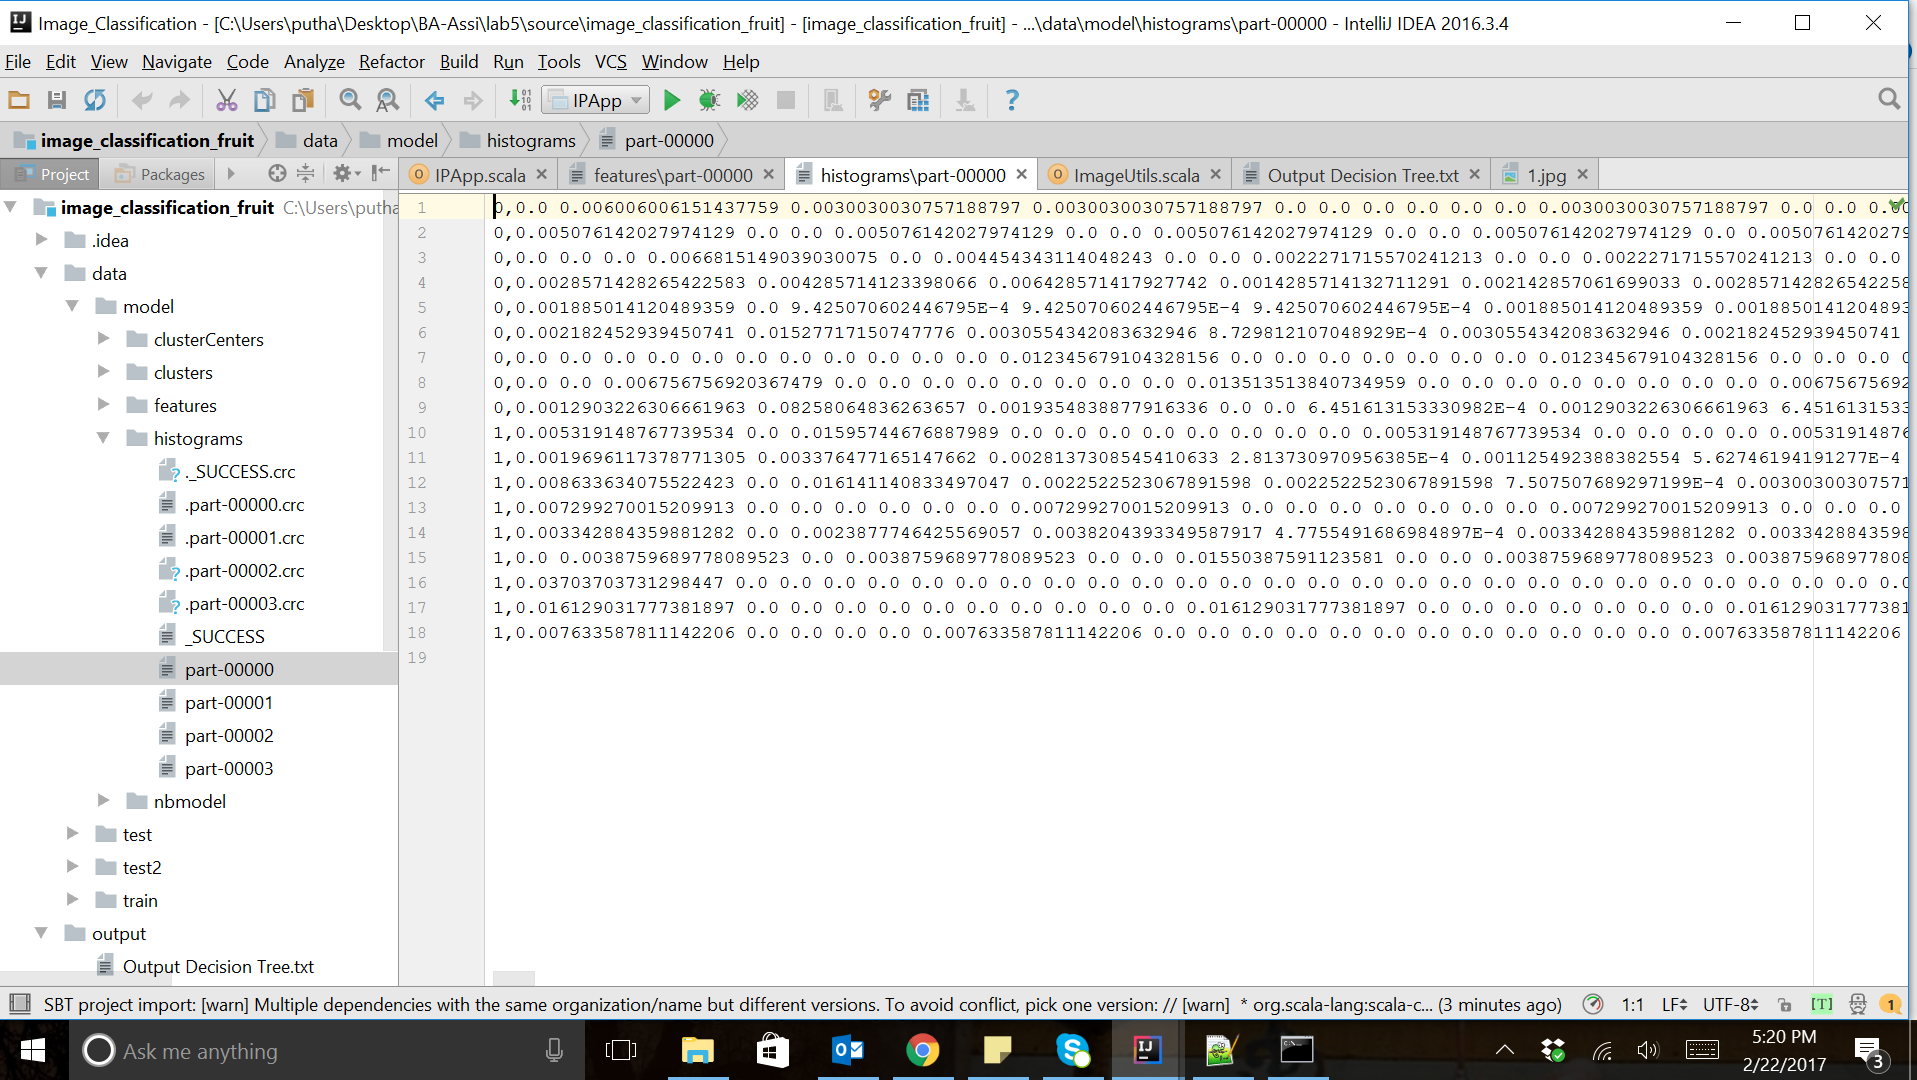 Image_Classification - [C:\Users\putha\Desktop\BA-Assi\lab5\source\image_classification_fruit] - [image_classification_fruit] - ...\data\model\histograms\part-00000 - IntelliJ IDEA 2016.3.4
File Edit View Navigate Code Analyze Refactor Build Run Tools VCS Window Help
IPApp
image_classification_fruit data model histograms part-00000
Project Packages IPApp.scala features\part-00000 histograms\part-00000 ImageUtils.scala Output Decision Tree.txt 1.jpg
image_classification_fruit C:\Users\putha
.idea
data
model
clusterCenters
clusters
features
histograms
._SUCCESS.crc
.part-00000.crc
.part-00001.crc
.part-00002.crc
.part-00003.crc
_SUCCESS
part-00000
part-00001
part-00002
part-00003
nbmodel
test
test2
train
output
Output Decision Tree.txt
1 0,0.0 0.006006006151437759 0.0030030030757188797 0.0030030030757188797 0.0 0.0 0.0 0.0 0.0 0.0 0.0030030030757188797 0.0 0.0
2 0,0.005076142027974129 0.0 0.0 0.005076142027974129 0.0 0.0 0.005076142027974129 0.0 0.0 0.005076142027974129 0.0 0.0050761420279
3 0,0.0 0.0 0.0 0.006681514903903​0075 0.0 0.004454343114048243 0.0 0.0 0.0 0.0022271715570241213 0.0 0.0 0.0022271715570241213 0.0 0.0
4 0,0.0028571428265422583 0.004285714123398066 0.006428571417927742 0.0014285714132711291 0.002142857061699033 0.002857142826542258
5 0,0.001885014120489359 0.0 9.425070602446795E-4 9.425070602446795E-4 9.425070602446795E-4 0.001885014120489359 0.0018850141204893
6 0,0.002182452939450741 0.01527717150747776 0.0030554342083632946 8.729812107048929E-4 0.0030554342083632946 0.002182452939450741
7 0,0.0 0.0 0.0 0.0 0.0 0.0 0.0 0.0 0.0 0.0 0.0 0.012345679104328156 0.0 0.0 0.0 0.0 0.0 0.0 0.0 0.012345679104328156 0.0 0.0 0.0
8 0,0.0 0.0 0.006756756920367479 0.0 0.0 0.0 0.0 0.0 0.0 0.0 0.0 0.013513513840734959 0.0 0.0 0.0 0.0 0.0 0.0 0.00675675692
9 0,0.0012903226306661963 0.08258064836263657 0.0019354838877916336 0.0 0.0 6.451613153330982E-4 0.0012903226306661963 6.4516131533
10 1,0.005319148767739534 0.0 0.01595744676887989 0.0 0.0 0.0 0.0 0.0 0.0 0.0 0.0 0.005319148767739534 0.0 0.0 0.0 0.0 0.0053191487
11 1,0.0019696117378771305 0.003376477165147662 0.0028137308545410633 2.813730970956385E-4 0.001125492388382554 5.62746194191277E-4
12 1,0.008633634075522423 0.0 0.016141140833497047 0.0022522523067891598 0.0022522523067891598 7.507507689297199E-4 0.0030030030757​1
13 1,0.007299270015209913 0.0 0.0 0.0 0.0 0.0 0.007299270015209913 0.0 0.0 0.0 0.0 0.0 0.0 0.0 0.007299270015209913 0.0 0.0 0.0
14 1,0.003342884359881282 0.0 0.0023877746425569057 0.0038204393349587917 4.7755491686984897E-4 0.003342884359881282 0.0033428843598
15 1,0.0 0.0038759689778089523 0.0 0.0038759689778089523 0.0 0.0 0.0 0.01550387591123581 0.0 0.0 0.0038759689778089523 0.0038759689778​0
16 1,0.03703703731298447 0.0 0.0 0.0 0.0 0.0 0.0 0.0 0.0 0.0 0.0 0.0 0.0 0.0 0.0 0.0 0.0 0.0 0.0 0.0 0.0 0.0 0.0 0.0 0.0 0.0 0.0
17 1,0.016129031777381897 0.0 0.0 0.0 0.0 0.0 0.0 0.0 0.0 0.0 0.0 0.016129031777381897 0.0 0.0 0.0 0.0 0.0 0.0 0.0 0.016129031777381
18 1,0.007633587811142206 0.0 0.0 0.0 0.0 0.007633587811142206 0.0 0.0 0.0 0.0 0.0 0.0 0.0 0.0 0.0 0.0 0.0 0.0 0.007633587811142206
19
SBT project import: [warn] Multiple dependencies with the same organization/name but different versions. To avoid conflict, pick one version: // [warn] * org.scala-lang:scala-c... (3 minutes ago) 1:1 LF UTF-8 [T] 1
Ask me anything
5:20 PM
2/22/2017
3